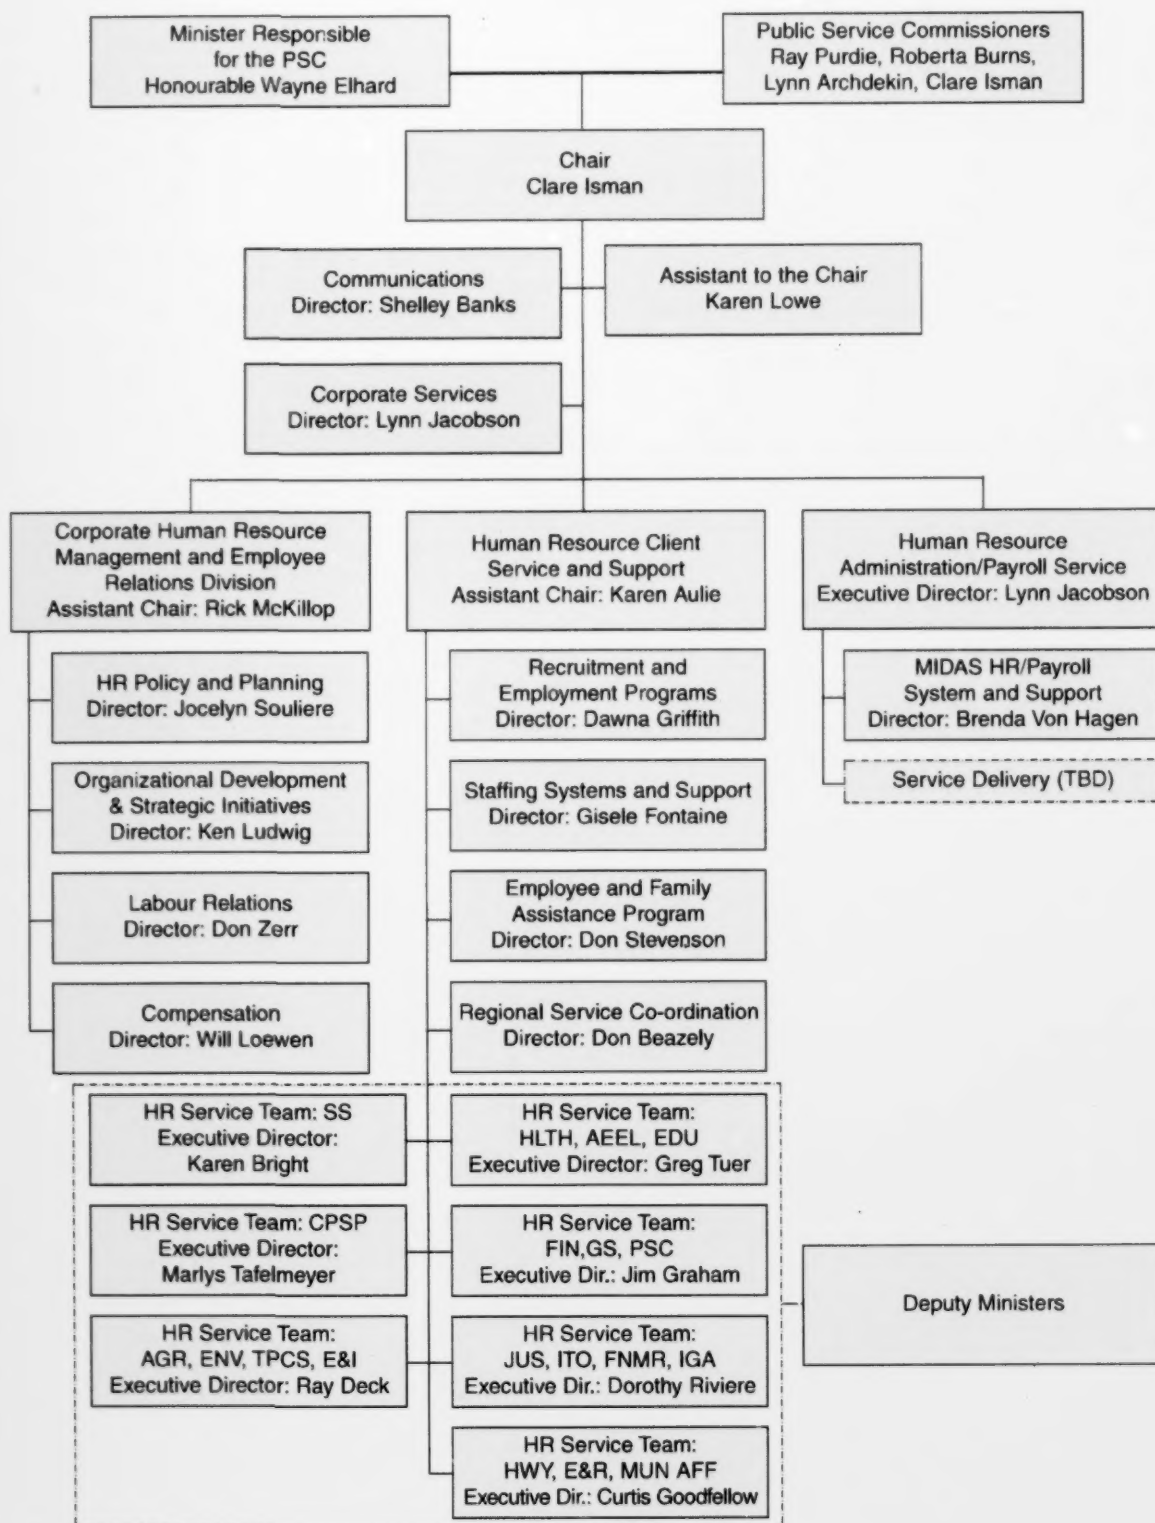 Minister Responsible
for the PSC
Honourable Wayne Elhard
Public Service Commissioners
Ray Purdie, Roberta Burns,
Lynn Archdekin, Clare Isman
Chair
Clare Isman
Communications
Director: Shelley Banks
Assistant to the Chair
Karen Lowe
Corporate Services
Director: Lynn Jacobson
Corporate Human Resource
Management and Employee
Relations Division
Assistant Chair: Rick McKillop
HR Policy and Planning
Director: Jocelyn Souliere
Organizational Development
& Strategic Initiatives
Director: Ken Ludwig
Labour Relations
Director: Don Zerr
Compensation
Director: Will Loewen
Human Resource Client
Service and Support
Assistant Chair: Karen Aulie
Recruitment and
Employment Programs
Director: Dawna Griffith
Staffing Systems and Support
Director: Gisele Fontaine
Employee and Family
Assistance Program
Director: Don Stevenson
Regional Service Co-ordination
Director: Don Beazely
Human Resource
Administration/Payroll Service
Executive Director: Lynn Jacobson
MIDAS HR/Payroll
System and Support
Director: Brenda Von Hagen
Service Delivery (TBD)
HR Service Team: SS
Executive Director:
Karen Bright
HR Service Team:
HLTH, AEEL, EDU
Executive Director: Greg Tuer
HR Service Team: CPSP
Executive Director:
Marlys Tafelmeyer
HR Service Team:
FIN,GS, PSC
Executive Dir.: Jim Graham
HR Service Team:
AGR, ENV, TPCS, E&I
Executive Director: Ray Deck
HR Service Team:
JUS, ITO, FNMR, IGA
Executive Dir.: Dorothy Riviere
HR Service Team:
HWY, E&R, MUN AFF
Executive Dir.: Curtis Goodfellow
Deputy Ministers